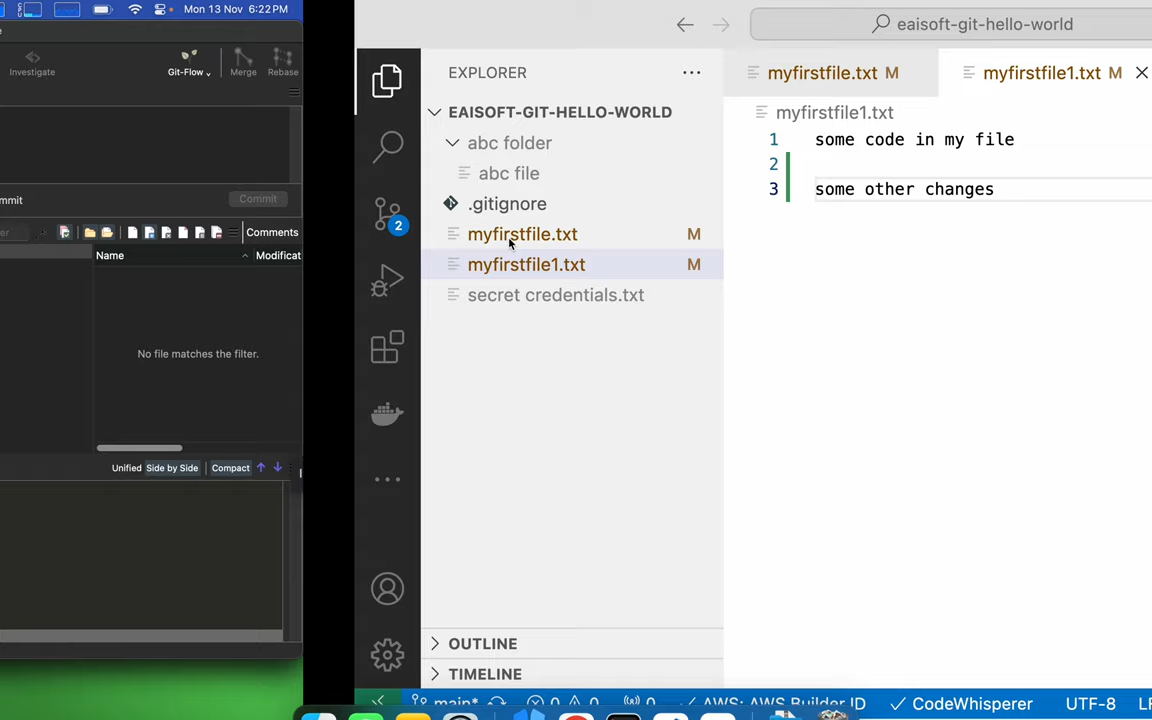 Mon 13 Nov 6:22 PM
Investigate
Git-Flow
Merge
Rebase
Commit
Comments
Name
Modificat
No file matches the filter.
Unified
Side by Side
Compact
eaisoft-git-hello-world
EXPLORER
EAISOFT-GIT-HELLO-WORLD
abc folder
abc file
.gitignore
2
myfirstfile.txt M
myfirstfile1.txt M
secret credentials.txt
OUTLINE
TIMELINE
myfirstfile.txt M
myfirstfile1.txt M
myfirstfile1.txt
1 some code in my file
2
3 some other changes
main* 0 0 0 AWS: AWS Builder ID CodeWhisperer UTF-8